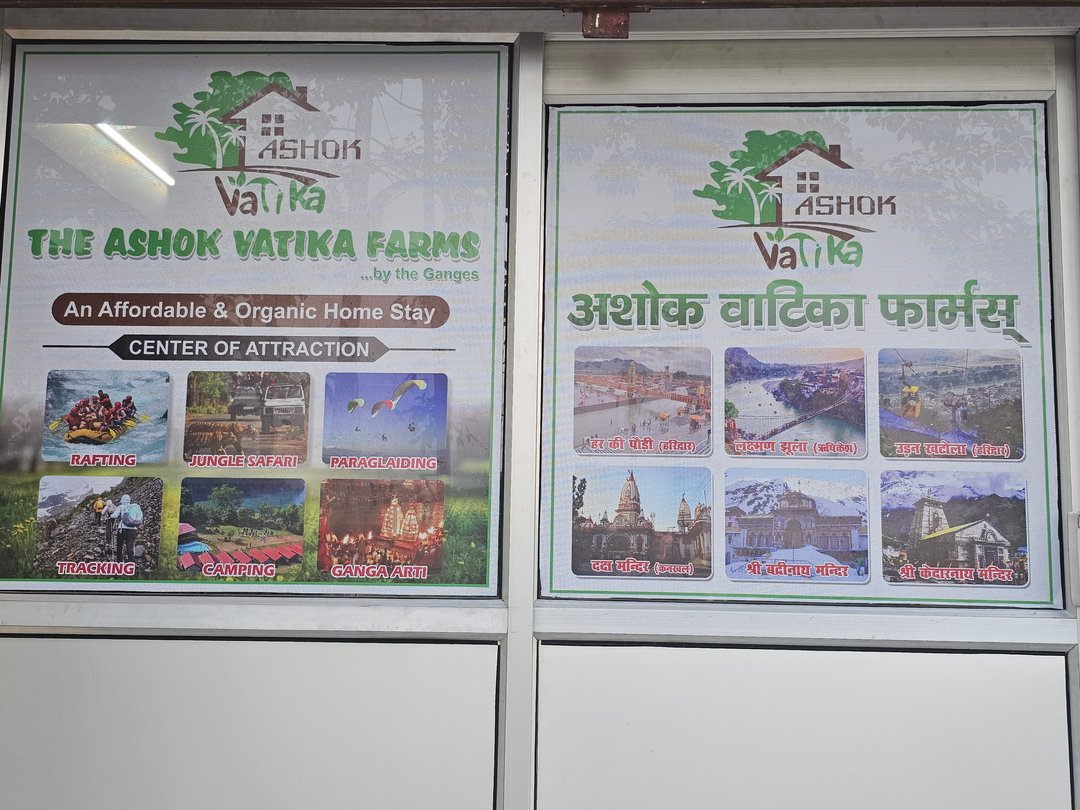 ASHOK
VaTiKa
THE ASHOK VATIKA FARMS
...by the Ganges
An Affordable & Organic Home Stay
CENTER OF ATTRACTION
RAFTING
JUNGLE SAFARI
PARAGLAIDING
TRACKING
CAMPING
GANGA ARTI
ASHOK
VaTiKa
अशोक वाटिका फार्मस्
हर की पौड़ी (हरिद्वार)
लक्ष्मण झूला (ऋषिकेश)
उड़न खटोला (हरिद्वार)
दक्ष मन्दिर (कनखल)
श्री बद्रीनाथ मन्दिर
श्री केदारनाथ मन्दिर